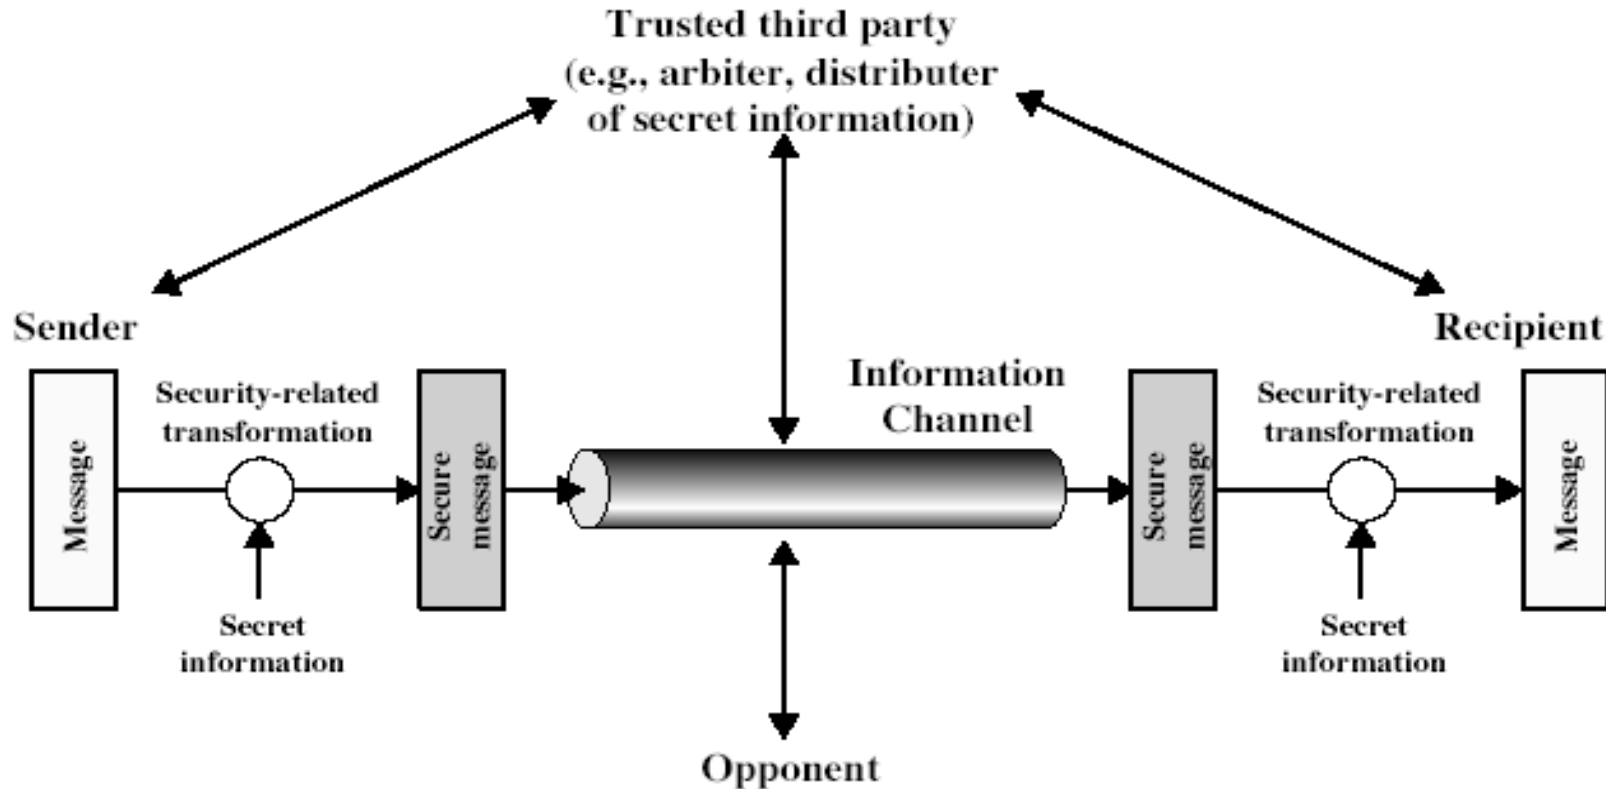 Trusted third party
(e.g., arbiter, distributer
of secret information)
Sender
Recipient
Information
Channel
Security-related
transformation
Security-related
transformation
Message
Secure
message
Secure
message
Message
Secret
information
Secret
information
Opponent